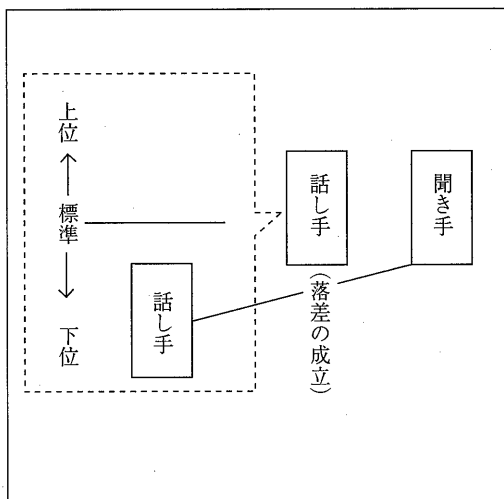 聞き手
話し手
(落差の成立)
話し手
上位 ← 標準 → 下位